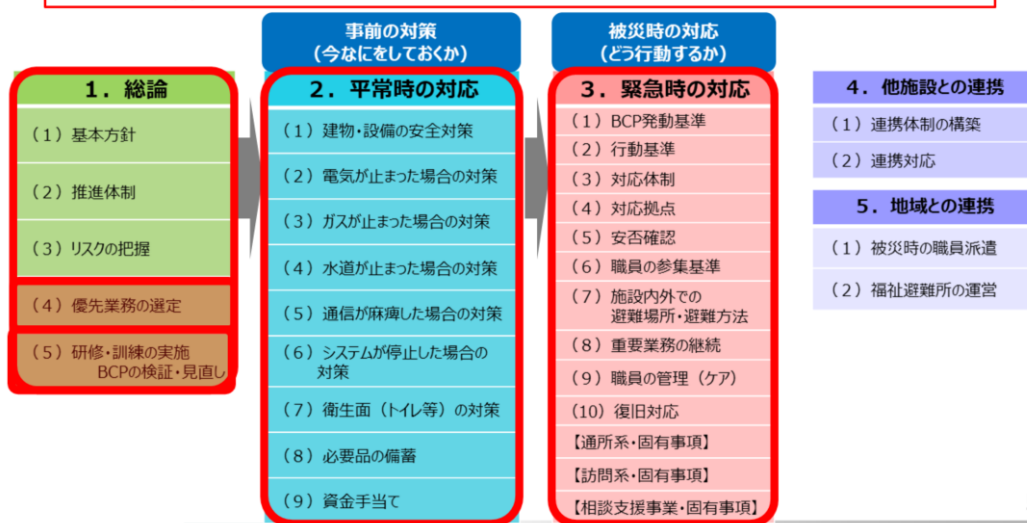 事前の対策
(今なにをしておくか)
被災時の対応
(どう行動するか)
1．総論
（1）基本方針
（2）推進体制
（3）リスクの把握
（4）優先業務の選定
（5）研修・訓練の実施
BCPの検証・見直し
2．平常時の対応
（1）建物・設備の安全対策
（2）電気が止まった場合の対策
（3）ガスが止まった場合の対策
（4）水道が止まった場合の対策
（5）通信が麻痺した場合の対策
（6）システムが停止した場合の
対策
（7）衛生面（トイレ等）の対策
（8）必要品の備蓄
（9）資金手当て
3．緊急時の対応
（1）BCP発動基準
（2）行動基準
（3）対応体制
（4）対応拠点
（5）安否確認
（6）職員の参集基準
（7）施設内外での
避難場所・避難方法
（8）重要業務の継続
（9）職員の管理（ケア）
（10）復旧対応
【通所系・固有事項】
【訪問系・固有事項】
【相談支援事業・固有事項】
4．他施設との連携
（1）連携体制の構築
（2）連携対応
5．地域との連携
（1）被災時の職員派遣
（2）福祉避難所の運営